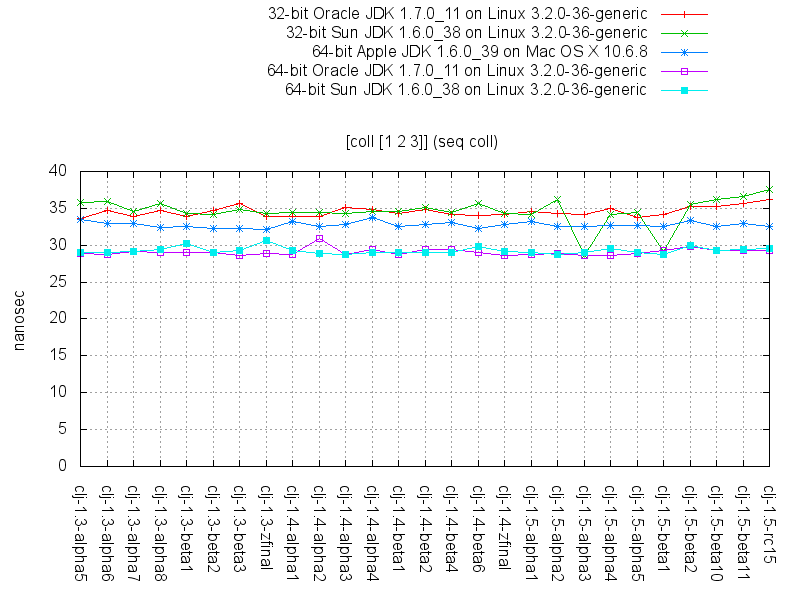 32-bit Oracle JDK 1.7.0_11 on Linux 3.2.0-36-generic
32-bit Sun JDK 1.6.0_38 on Linux 3.2.0-36-generic
64-bit Apple JDK 1.6.0_39 on Mac OS X 10.6.8
64-bit Oracle JDK 1.7.0_11 on Linux 3.2.0-36-generic
64-bit Sun JDK 1.6.0_38 on Linux 3.2.0-36-generic
[coll [1 2 3]] (seq coll)
nanosec
40
35
30
25
20
15
10
5
0
clj-1.3-alpha5
clj-1.3-alpha6
clj-1.3-alpha7
clj-1.3-alpha8
clj-1.3-beta1
clj-1.3-beta2
clj-1.3-beta3
clj-1.3-zfinal
clj-1.4-alpha1
clj-1.4-alpha2
clj-1.4-alpha3
clj-1.4-alpha4
clj-1.4-beta1
clj-1.4-beta2
clj-1.4-beta4
clj-1.4-beta6
clj-1.4-zfinal
clj-1.5-alpha1
clj-1.5-alpha2
clj-1.5-alpha3
clj-1.5-alpha4
clj-1.5-alpha5
clj-1.5-beta1
clj-1.5-beta2
clj-1.5-beta10
clj-1.5-beta11
clj-1.5-rc15